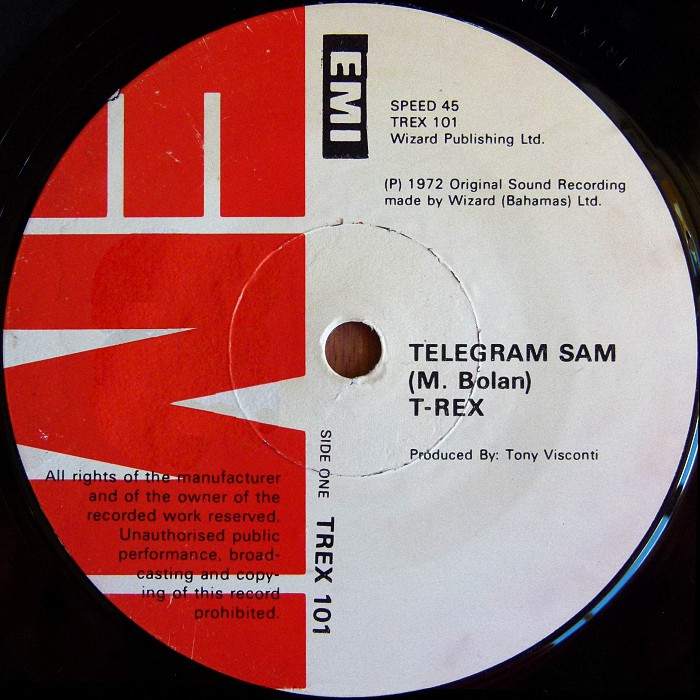 EMI
SPEED 45
TREX 101
Wizard Publishing Ltd.
(P) 1972 Original Sound Recording
made by Wizard (Bahamas) Ltd.
TELEGRAM SAM
(M. Bolan)
T-REX
Produced By: Tony Visconti
SIDE ONE TREX 101
All rights of the manufacturer
and of the owner of the
recorded work reserved.
Unauthorised public
performance, broad-
casting and copy-
ing of this record
prohibited.
EMI